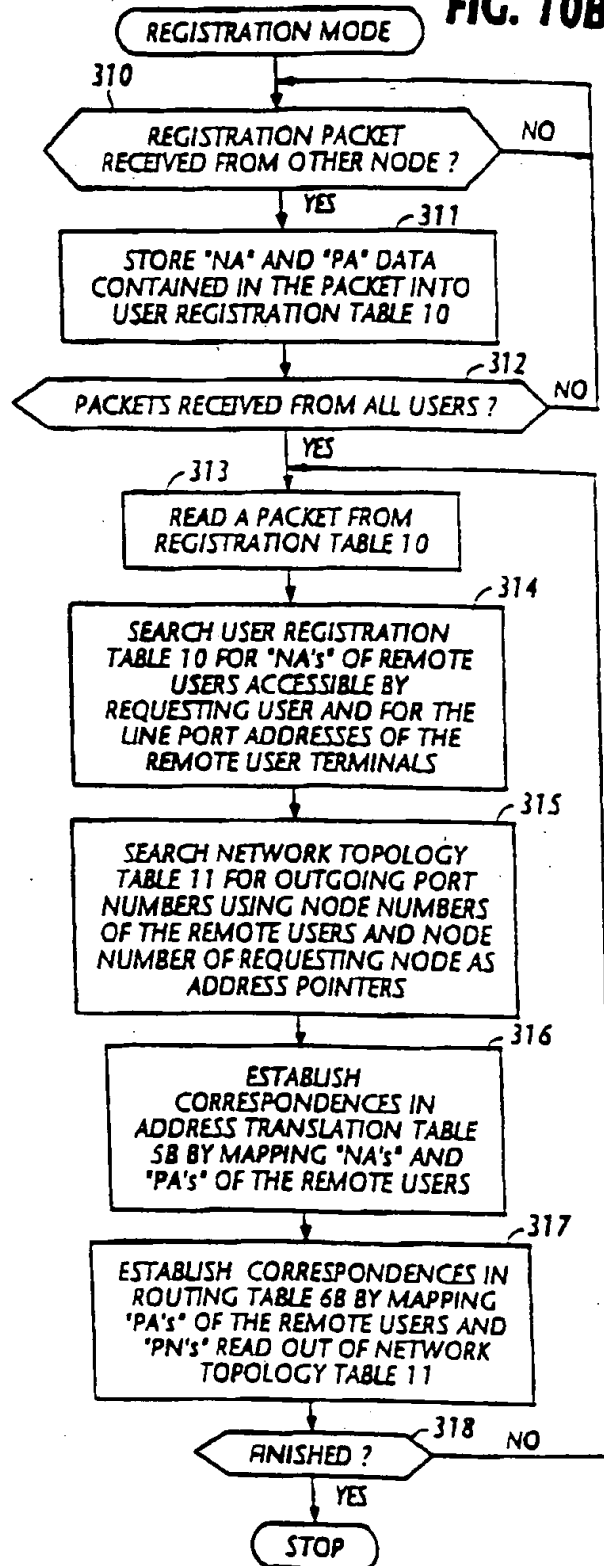 FIG. 10B
REGISTRATION MODE
310
REGISTRATION PACKET
RECEIVED FROM OTHER NODE ?
NO
YES
311
STORE "NA" AND "PA" DATA
CONTAINED IN THE PACKET INTO
USER REGISTRATION TABLE 10
312
PACKETS RECEIVED FROM ALL USERS ?
NO
YES
313
READ A PACKET FROM
REGISTRATION TABLE 10
314
SEARCH USER REGISTRATION
TABLE 10 FOR "NA's" OF REMOTE
USERS ACCESSIBLE BY
REQUESTING USER AND FOR THE
LINE PORT ADDRESSES OF THE
REMOTE USER TERMINALS
315
SEARCH NETWORK TOPOLOGY
TABLE 11 FOR OUTGOING PORT
NUMBERS USING NODE NUMBERS
OF THE REMOTE USERS AND NODE
NUMBER OF REQUESTING NODE AS
ADDRESS POINTERS
316
ESTABLISH
CORRESPONDENCES IN
ADDRESS TRANSLATION TABLE
5B BY MAPPING "NA's" AND
"PA's" OF THE REMOTE USERS
317
ESTABLISH CORRESPONDENCES IN
ROUTING TABLE 6B BY MAPPING
"PA's" OF THE REMOTE USERS AND
"PN's" READ OUT OF NETWORK
TOPOLOGY TABLE 11
318
FINISHED ?
NO
YES
STOP